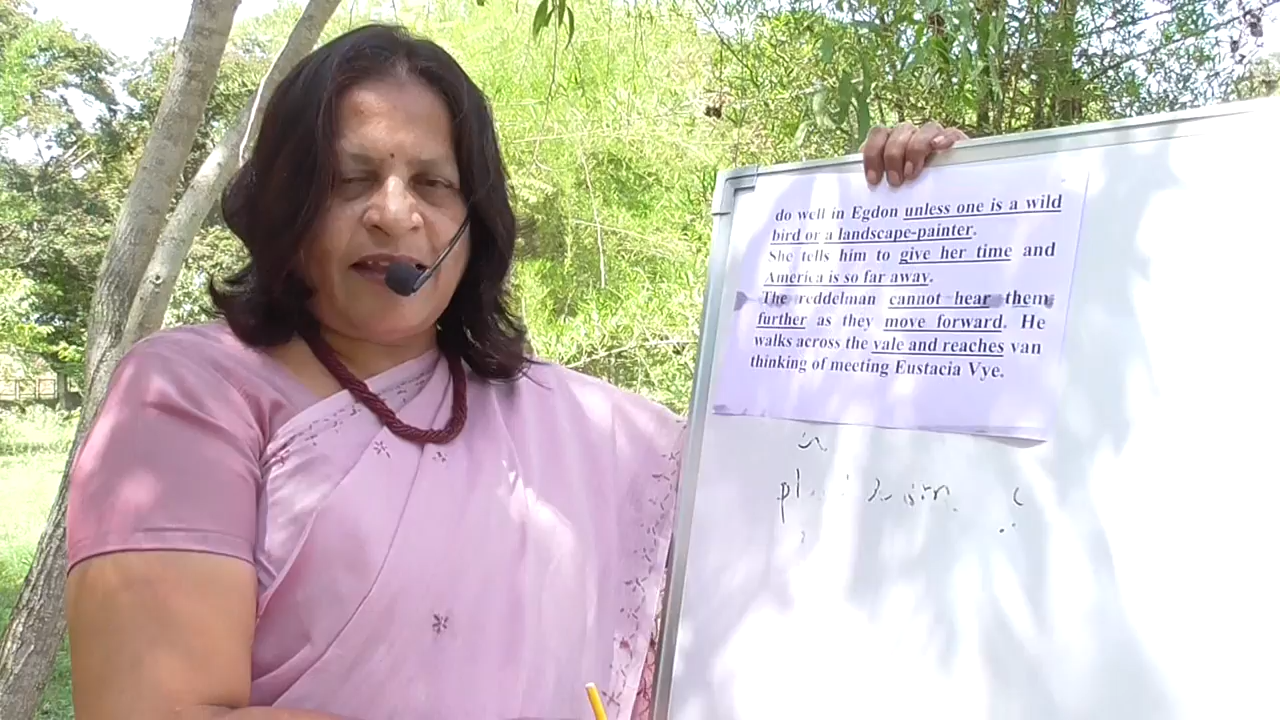 do well in Egdon unless one is a wild
bird or a landscape-painter.
She tells him to give her time and
America is so far away.
The reddelman cannot hear them
further as they move forward. He
walks across the vale and reaches van
thinking of meeting Eustacia Vye.